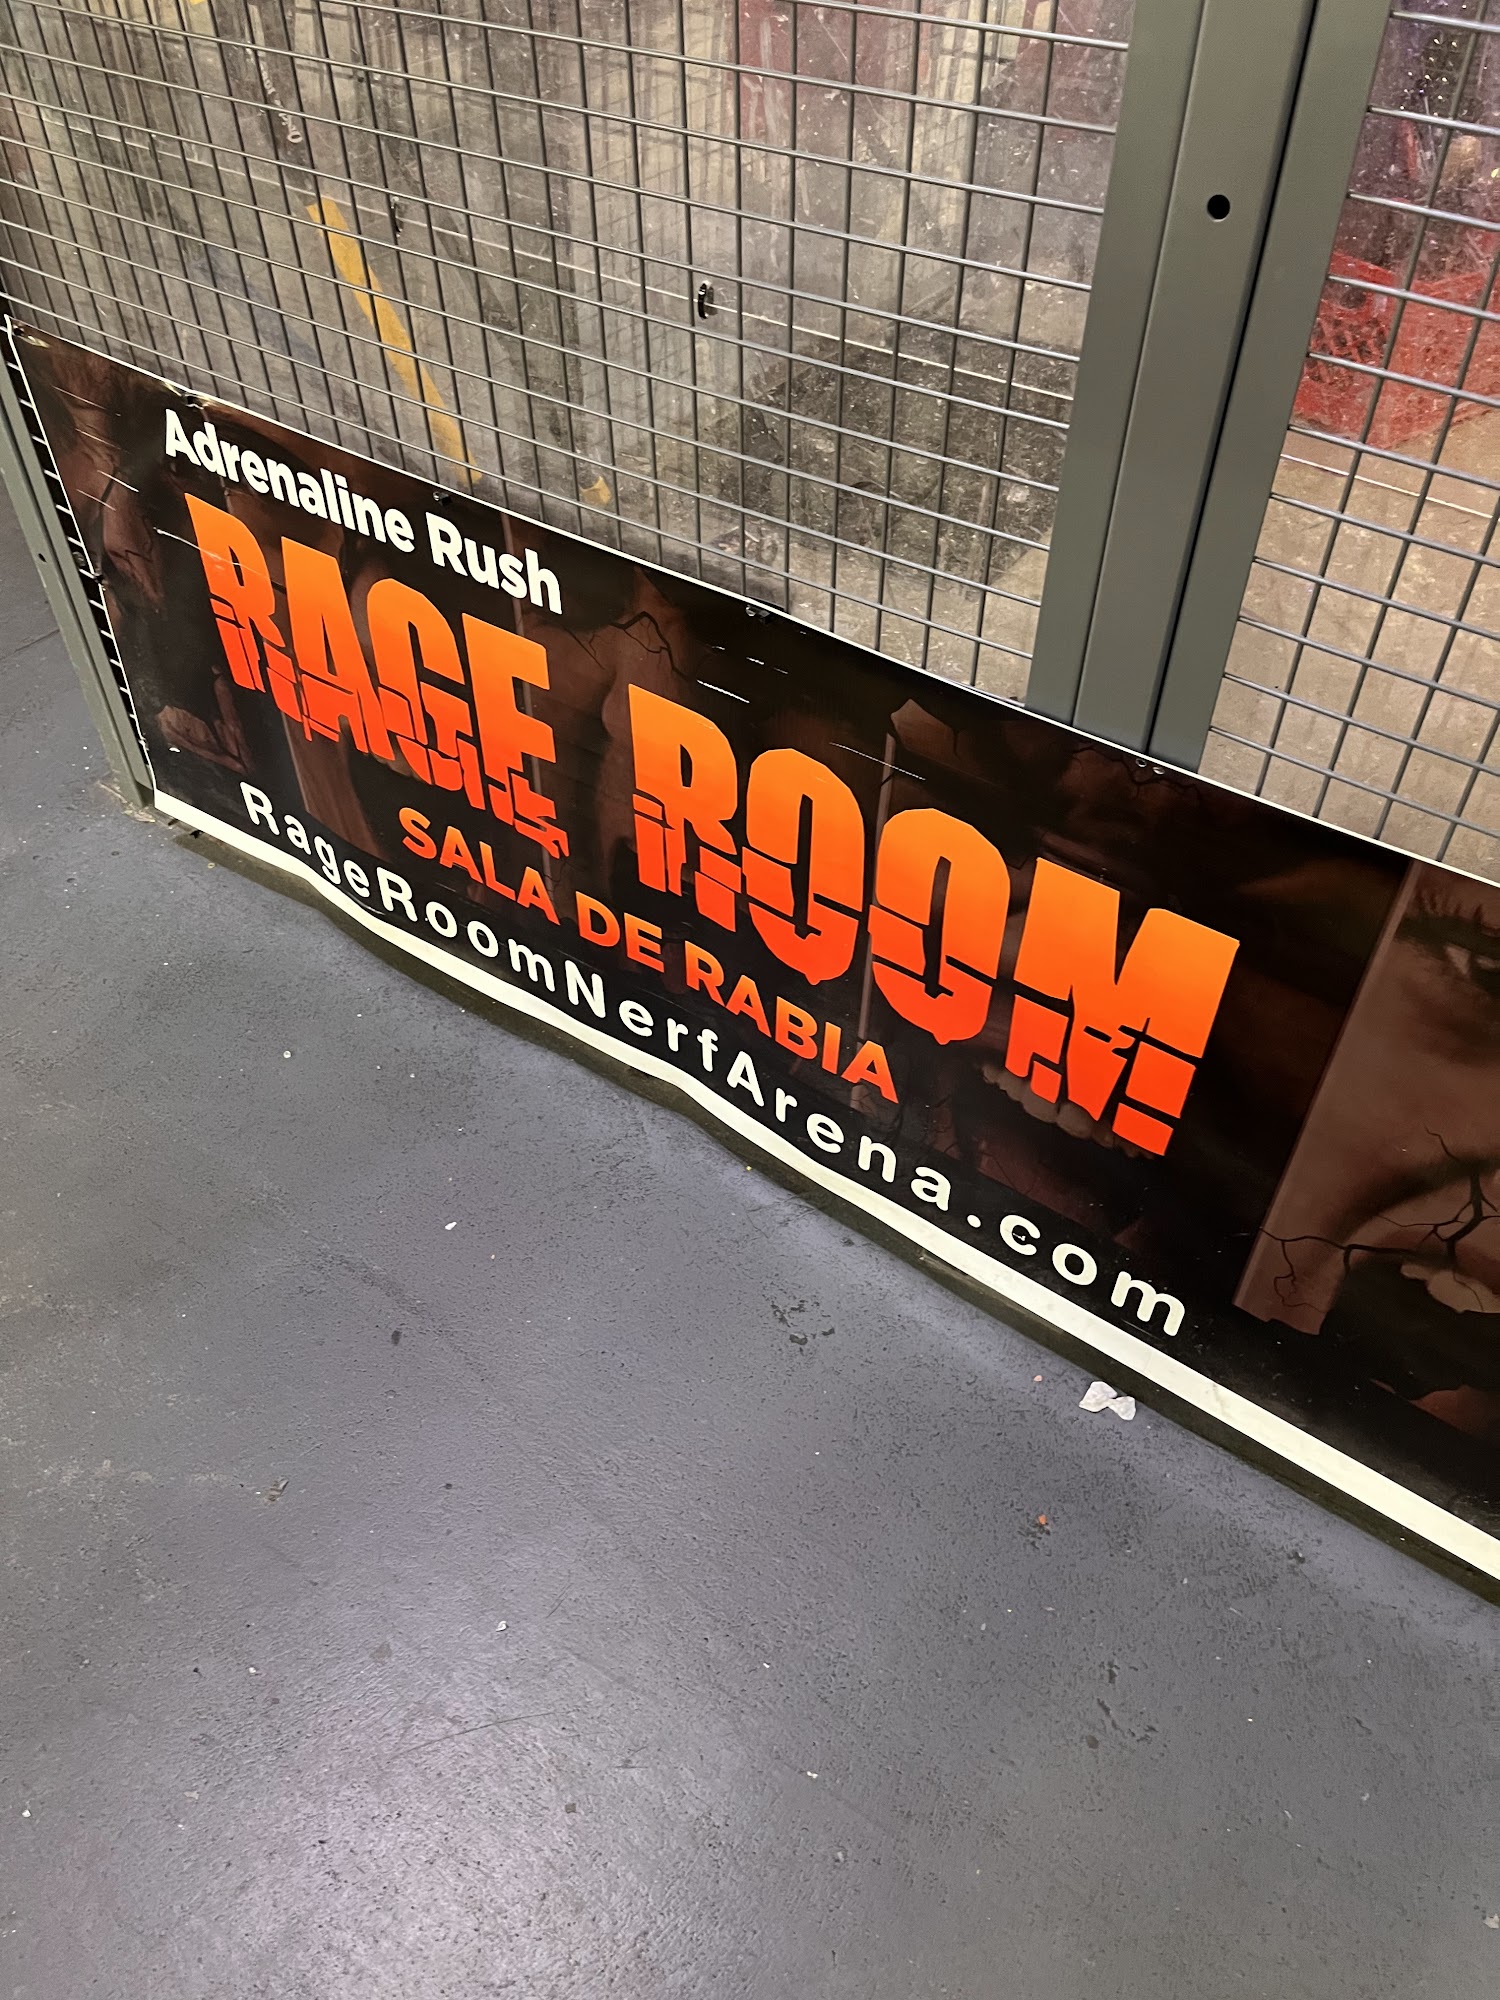 Adrenaline Rush
RAGE ROOM
SALA DE RABIA
RageRoomNerfArena.com